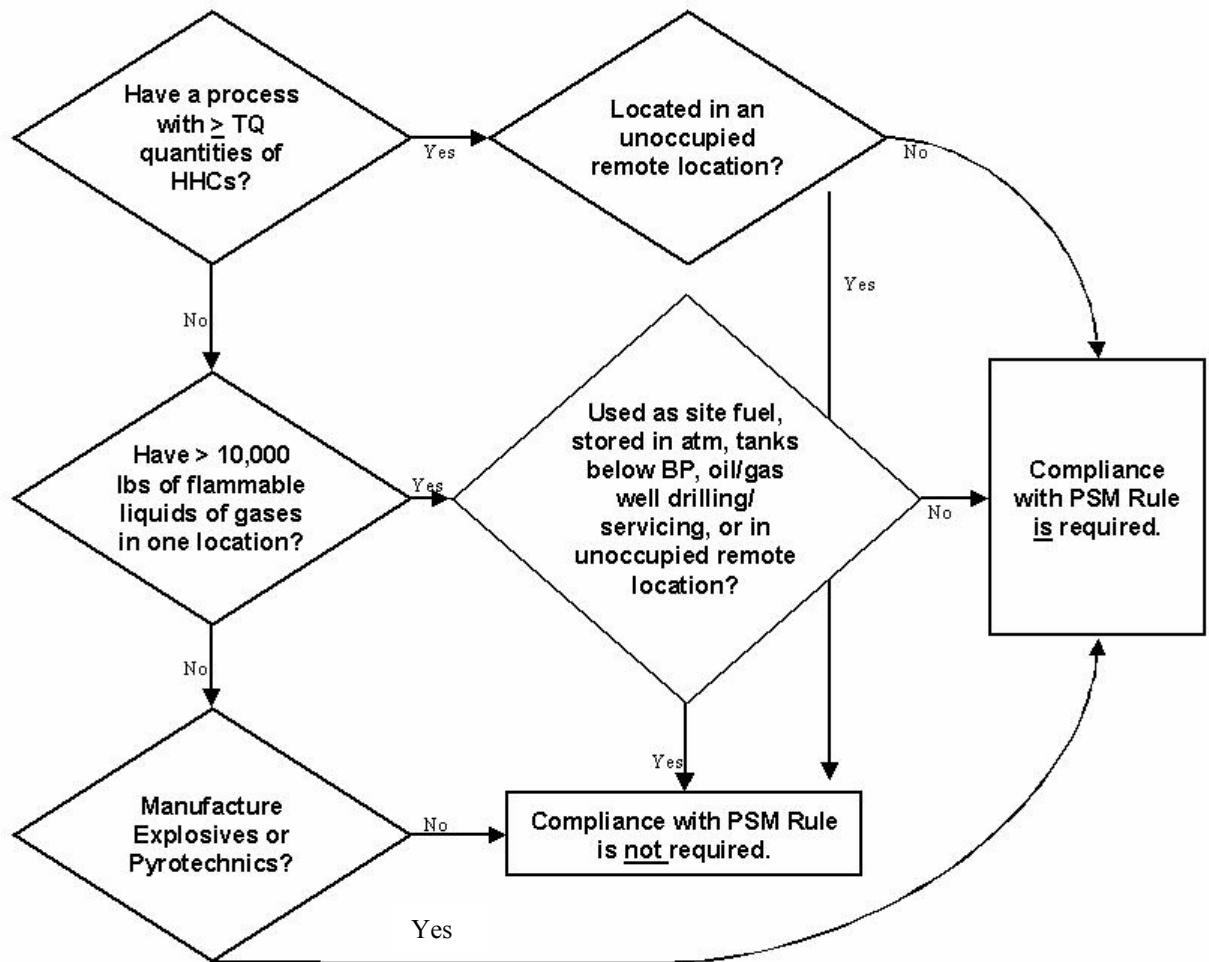 Have a process
with ≥ TQ
quantities of
HHCs?
Yes
Located in an
unoccupied
remote location?
No
Yes
No
Have > 10,000
lbs of flammable
liquids of gases
in one location?
Yes
Used as site fuel,
stored in atm, tanks
below BP, oil/gas
well drilling/
servicing, or in
unoccupied remote
location?
No
Compliance
with PSM Rule
is required.
No
Yes
Manufacture
Explosives or
Pyrotechnics?
No
Compliance with PSM Rule
is not required.
Yes